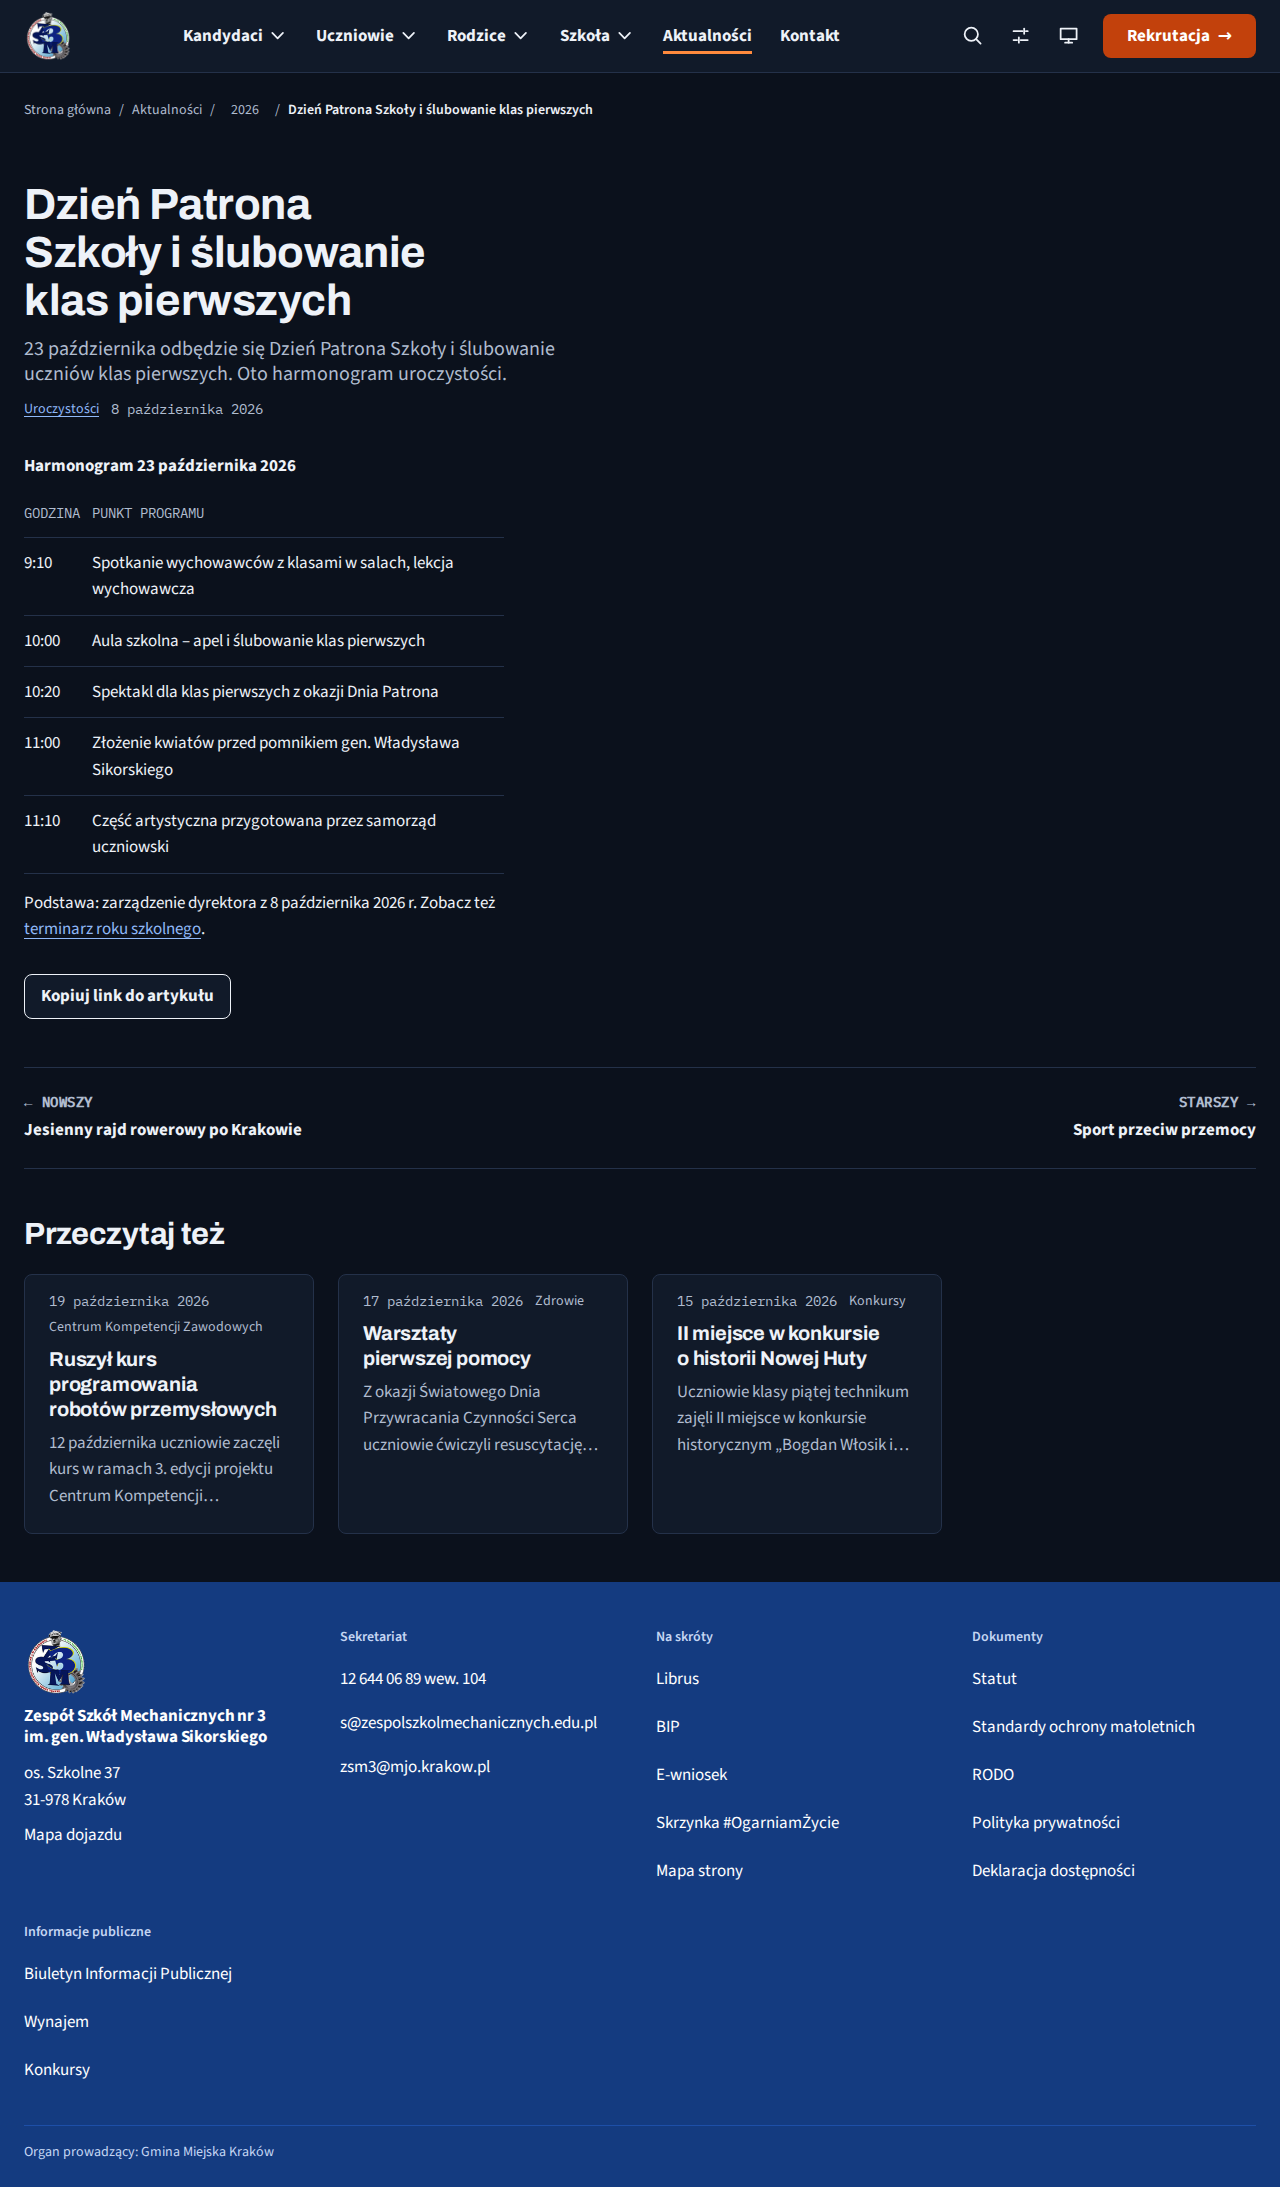 Kandydaci Uczniowie Rodzice Szkoła Aktualności Kontakt Rekrutacja →
Strona główna / Aktualności / 2026 / Dzień Patrona Szkoły i ślubowanie klas pierwszych
Dzień Patrona
Szkoły i ślubowanie
klas pierwszych
23 października odbędzie się Dzień Patrona Szkoły i ślubowanie
uczniów klas pierwszych. Oto harmonogram uroczystości.
Uroczystości 8 października 2026
Harmonogram 23 października 2026
GODZINA PUNKT PROGRAMU
9:10 Spotkanie wychowawców z klasami w salach, lekcja
wychowawcza
10:00 Aula szkolna – apel i ślubowanie klas pierwszych
10:20 Spektakl dla klas pierwszych z okazji Dnia Patrona
11:00 Złożenie kwiatów przed pomnikiem gen. Władysława
Sikorskiego
11:10 Część artystyczna przygotowana przez samorząd
uczniowski
Podstawa: zarządzenie dyrektora z 8 października 2026 r. Zobacz też
terminarz roku szkolnego.
Kopiuj link do artykułu
← NOWSZY
Jesienny rajd rowerowy po Krakowie
STARSZY →
Sport przeciw przemocy
Przeczytaj też
19 października 2026
Centrum Kompetencji Zawodowych
Ruszył kurs
programowania
robotów przemysłowych
12 października uczniowie zaczęli
kurs w ramach 3. edycji projektu
Centrum Kompetencji…
17 października 2026 Zdrowie
Warsztaty
pierwszej pomocy
Z okazji Światowego Dnia
Przywracania Czynności Serca
uczniowie ćwiczyli resuscytację…
15 października 2026 Konkursy
II miejsce w konkursie
o historii Nowej Huty
Uczniowie klasy piątej technikum
zajęli II miejsce w konkursie
historycznym „Bogdan Włosik i…
Zespół Szkół Mechanicznych nr 3
im. gen. Władysława Sikorskiego
os. Szkolne 37
31-978 Kraków
Mapa dojazdu
Sekretariat
12 644 06 89 wew. 104
s@zespolszkolmechanicznych.edu.pl
zsm3@mjo.krakow.pl
Na skróty
Librus
BIP
E-wniosek
Skrzynka #OgarniamŻycie
Mapa strony
Dokumenty
Statut
Standardy ochrony małoletnich
RODO
Polityka prywatności
Deklaracja dostępności
Informacje publiczne
Biuletyn Informacji Publicznej
Wynajem
Konkursy
Organ prowadzący: Gmina Miejska Kraków